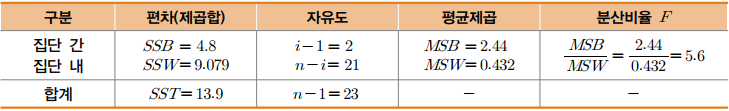 구분 편차(제곱합) 자유도 평균제곱 분산비율 F
집단 간 SSB = 4.8 i-1 = 2 MSB = 2.44 MSB/MSW = 2.44/0.432 = 5.6
집단 내 SSW = 9.079 n-i = 21 MSW = 0.432
합계 SST = 13.9 n-1 = 23 - -